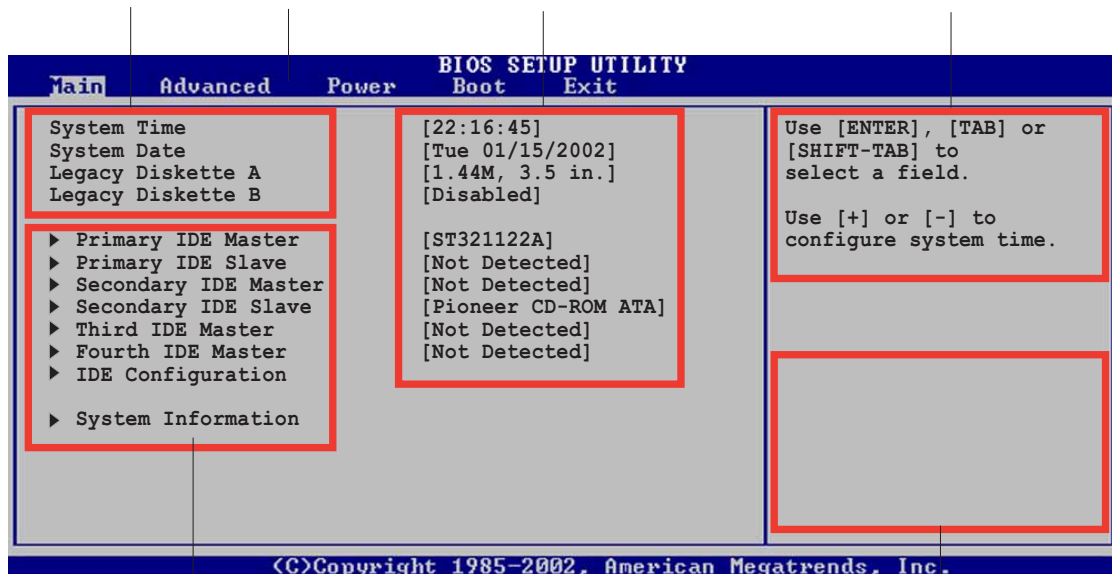 BIOS SETUP UTILITY
Main Advanced Power Boot Exit
System Time [22:16:45]
System Date [Tue 01/15/2002]
Legacy Diskette A [1.44M, 3.5 in.]
Legacy Diskette B [Disabled]
Primary IDE Master [ST321122A]
Primary IDE Slave [Not Detected]
Secondary IDE Master [Not Detected]
Secondary IDE Slave [Pioneer CD-ROM ATA]
Third IDE Master [Not Detected]
Fourth IDE Master [Not Detected]
IDE Configuration
System Information
Use [ENTER], [TAB] or
[SHIFT-TAB] to
select a field.
Use [+] or [-] to
configure system time.
(C)Copyright 1985-2002, American Megatrends, Inc.